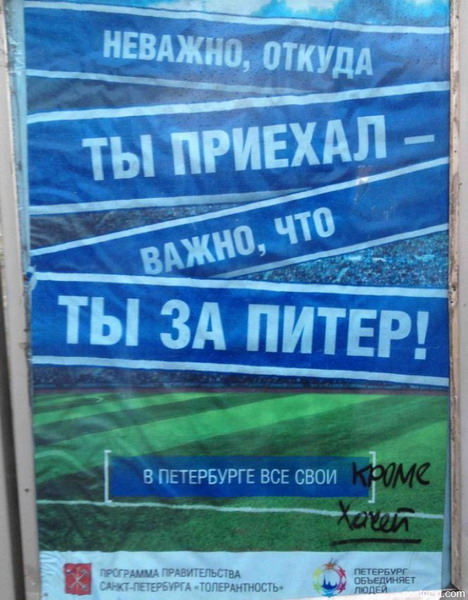 НЕВАЖНО, ОТКУДА
ТЫ ПРИЕХАЛ –
ВАЖНО, ЧТО
ТЫ ЗА ПИТЕР!
В ПЕТЕРБУРГЕ ВСЕ СВОИ кроме
Хачей
ПРОГРАММА ПРАВИТЕЛЬСТВА
САНКТ-ПЕТЕРБУРГА «ТОЛЕРАНТНОСТЬ»
ПЕТЕРБУРГ
ОБЪЕДИНЯЕТ
ЛЮДЕЙ